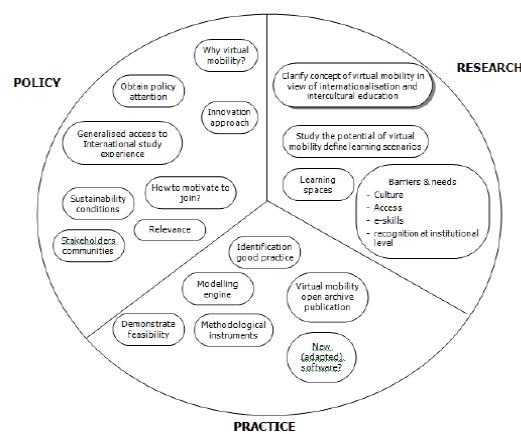 POLICY
Why virtual
mobility?
Obtain policy
attention
Innovation
approach
Generalised access to
International study
experience
How to motivate to
join?
Sustainability
conditions
Relevance
Stakeholders
communities
RESEARCH
Clarify concept of virtual mobility in
view of internationalisation and
intercultural education
Study the potential of virtual
mobility define learning scenarios
Learning
spaces
Barriers & needs
- Culture
- Access
- e-skills
- recognition at institutional
level
Identification
good practice
Modelling
engine
Virtual mobility
open archive
publication
Demonstrate
feasibility
Methodological
instruments
New
(adapted)
software?
PRACTICE